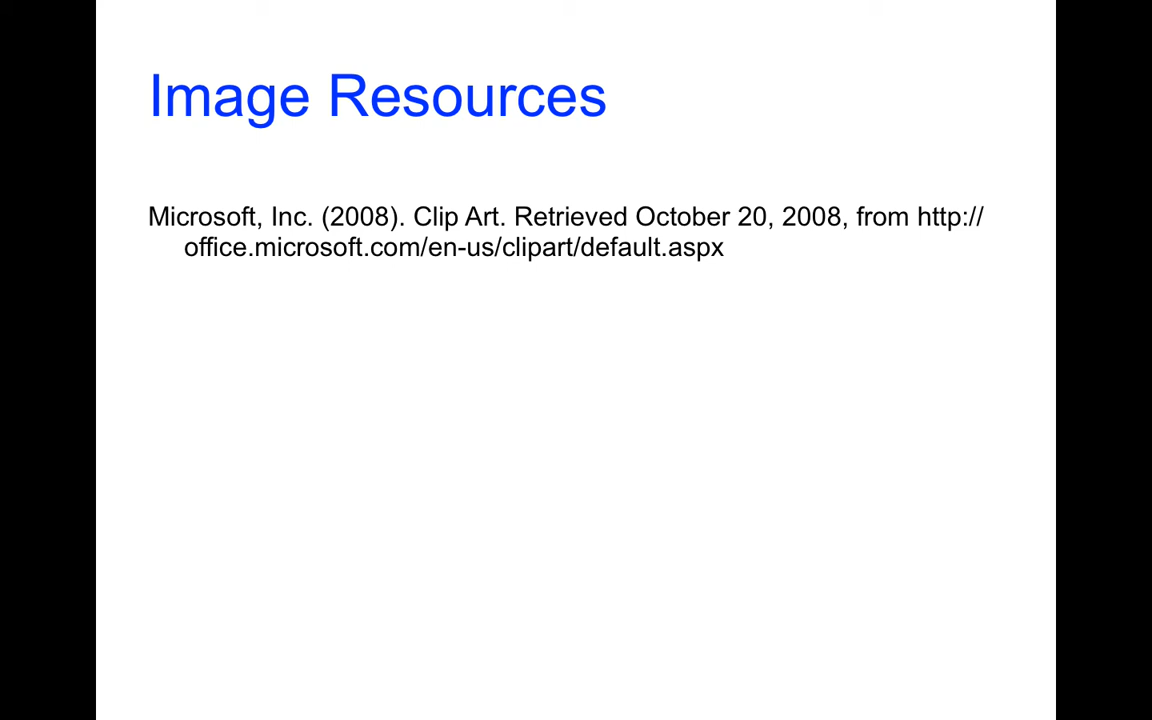 Image Resources
Microsoft, Inc. (2008). Clip Art. Retrieved October 20, 2008, from http://
office.microsoft.com/en-us/clipart/default.aspx